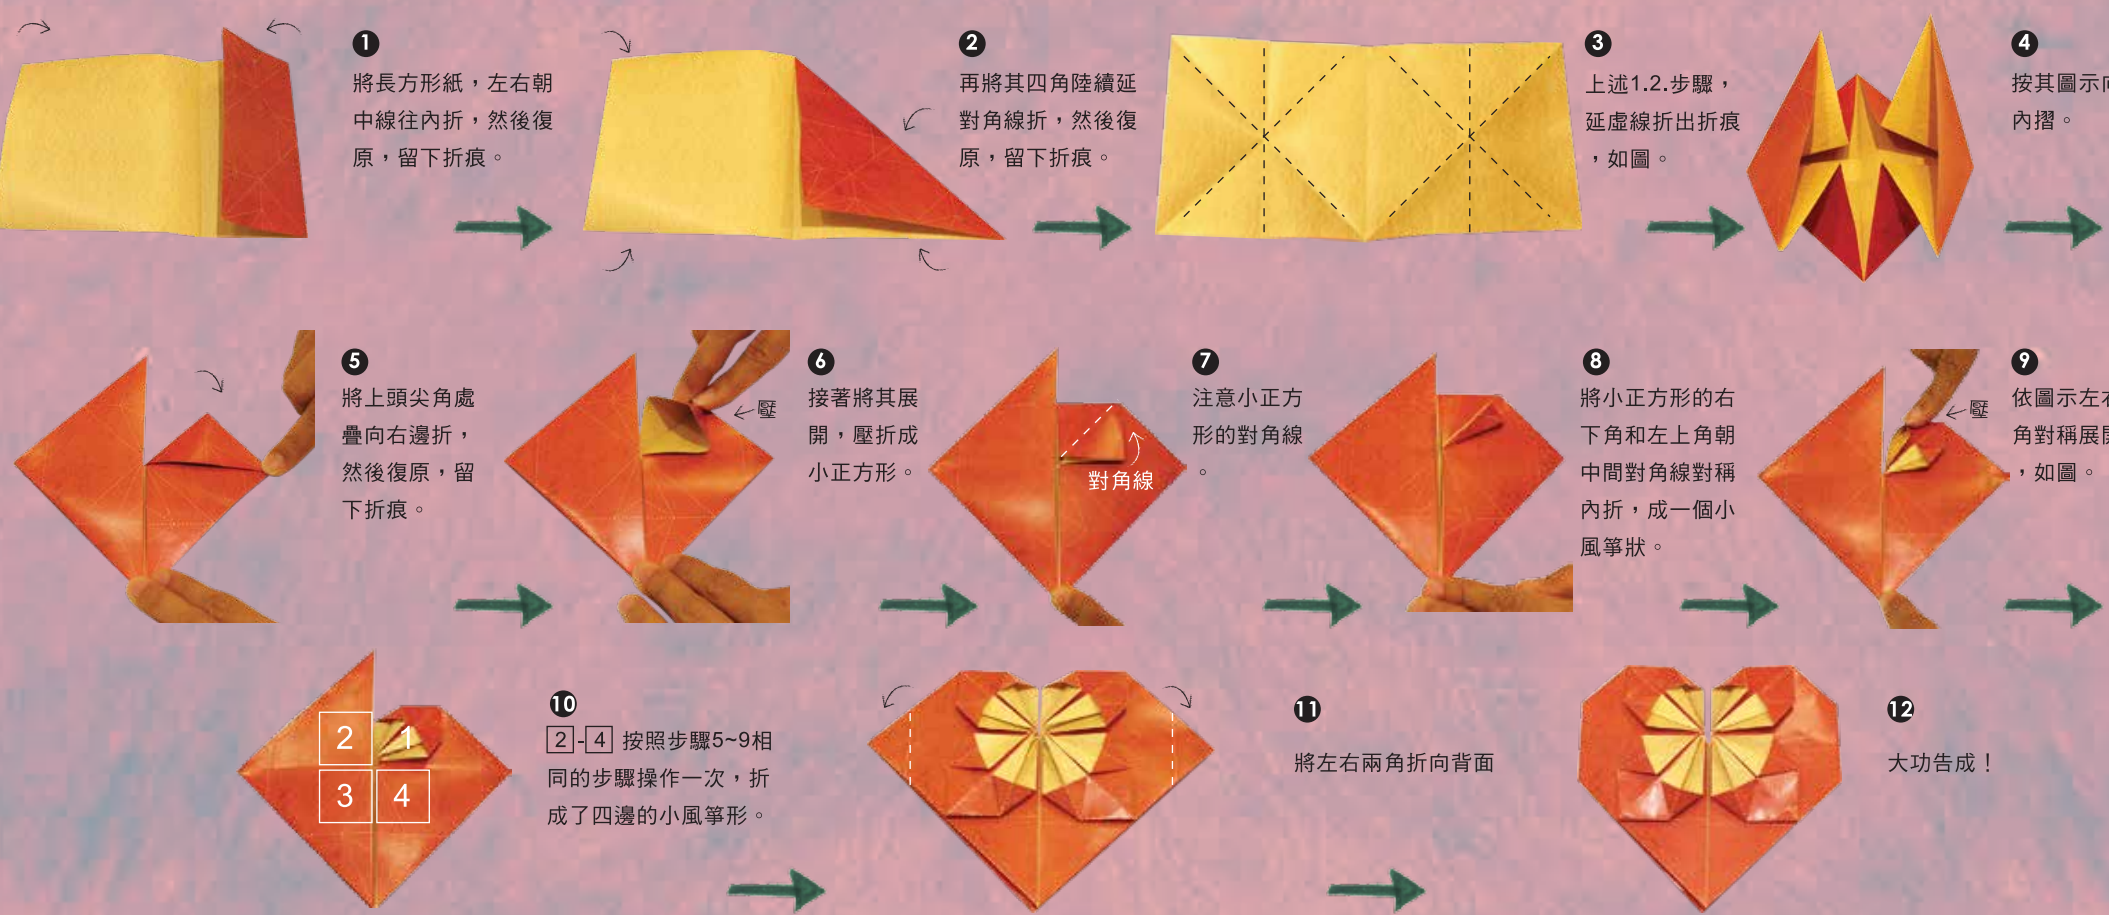 1
將長方形紙，左右朝
中線往內折，然後復
原，留下折痕。
2
再將其四角陸續延
對角線折，然後復
原，留下折痕。
3
上述1.2.步驟，
延虛線折出折痕
，如圖。
4
按其圖示向
內摺。
5
將上頭尖角處
疊向右邊折，
然後復原，留
下折痕。
壓
6
接著將其展
開，壓折成
小正方形。
對角線
7
注意小正方
形的對角線
。
8
將小正方形的右
下角和左上角朝
中間對角線對稱
內折，成一個小
風箏狀。
壓
9
依圖示左右
角對稱展開
，如圖。
2 1
3 4
10
2-4 按照步驟5~9相
同的步驟操作一次，折
成了四邊的小風箏形。
11
將左右兩角折向背面
12
大功告成！